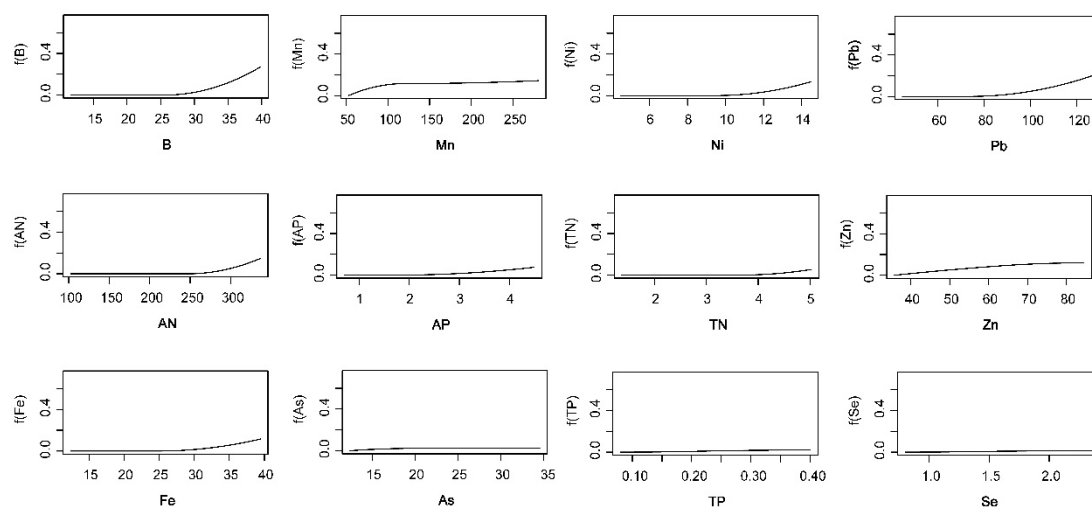 f(B) 0.4 0.0
15 20 25 30 35 40
B
f(Mn) 0.4 0.0
50 100 150 200 250
Mn
f(Ni) 0.4 0.0
6 8 10 12 14
Ni
f(Pb) 0.4 0.0
60 80 100 120
Pb
f(AN) 0.4 0.0
100 150 200 250 300
AN
f(AP) 0.4 0.0
1 2 3 4
AP
f(TN) 0.4 0.0
2 3 4 5
TN
f(Zn) 0.4 0.0
40 50 60 70 80
Zn
f(Fe) 0.4 0.0
15 20 25 30 35 40
Fe
f(As) 0.4 0.0
15 20 25 30 35
As
f(TP) 0.4 0.0
0.10 0.20 0.30 0.40
TP
f(Se) 0.4 0.0
1.0 1.5 2.0
Se